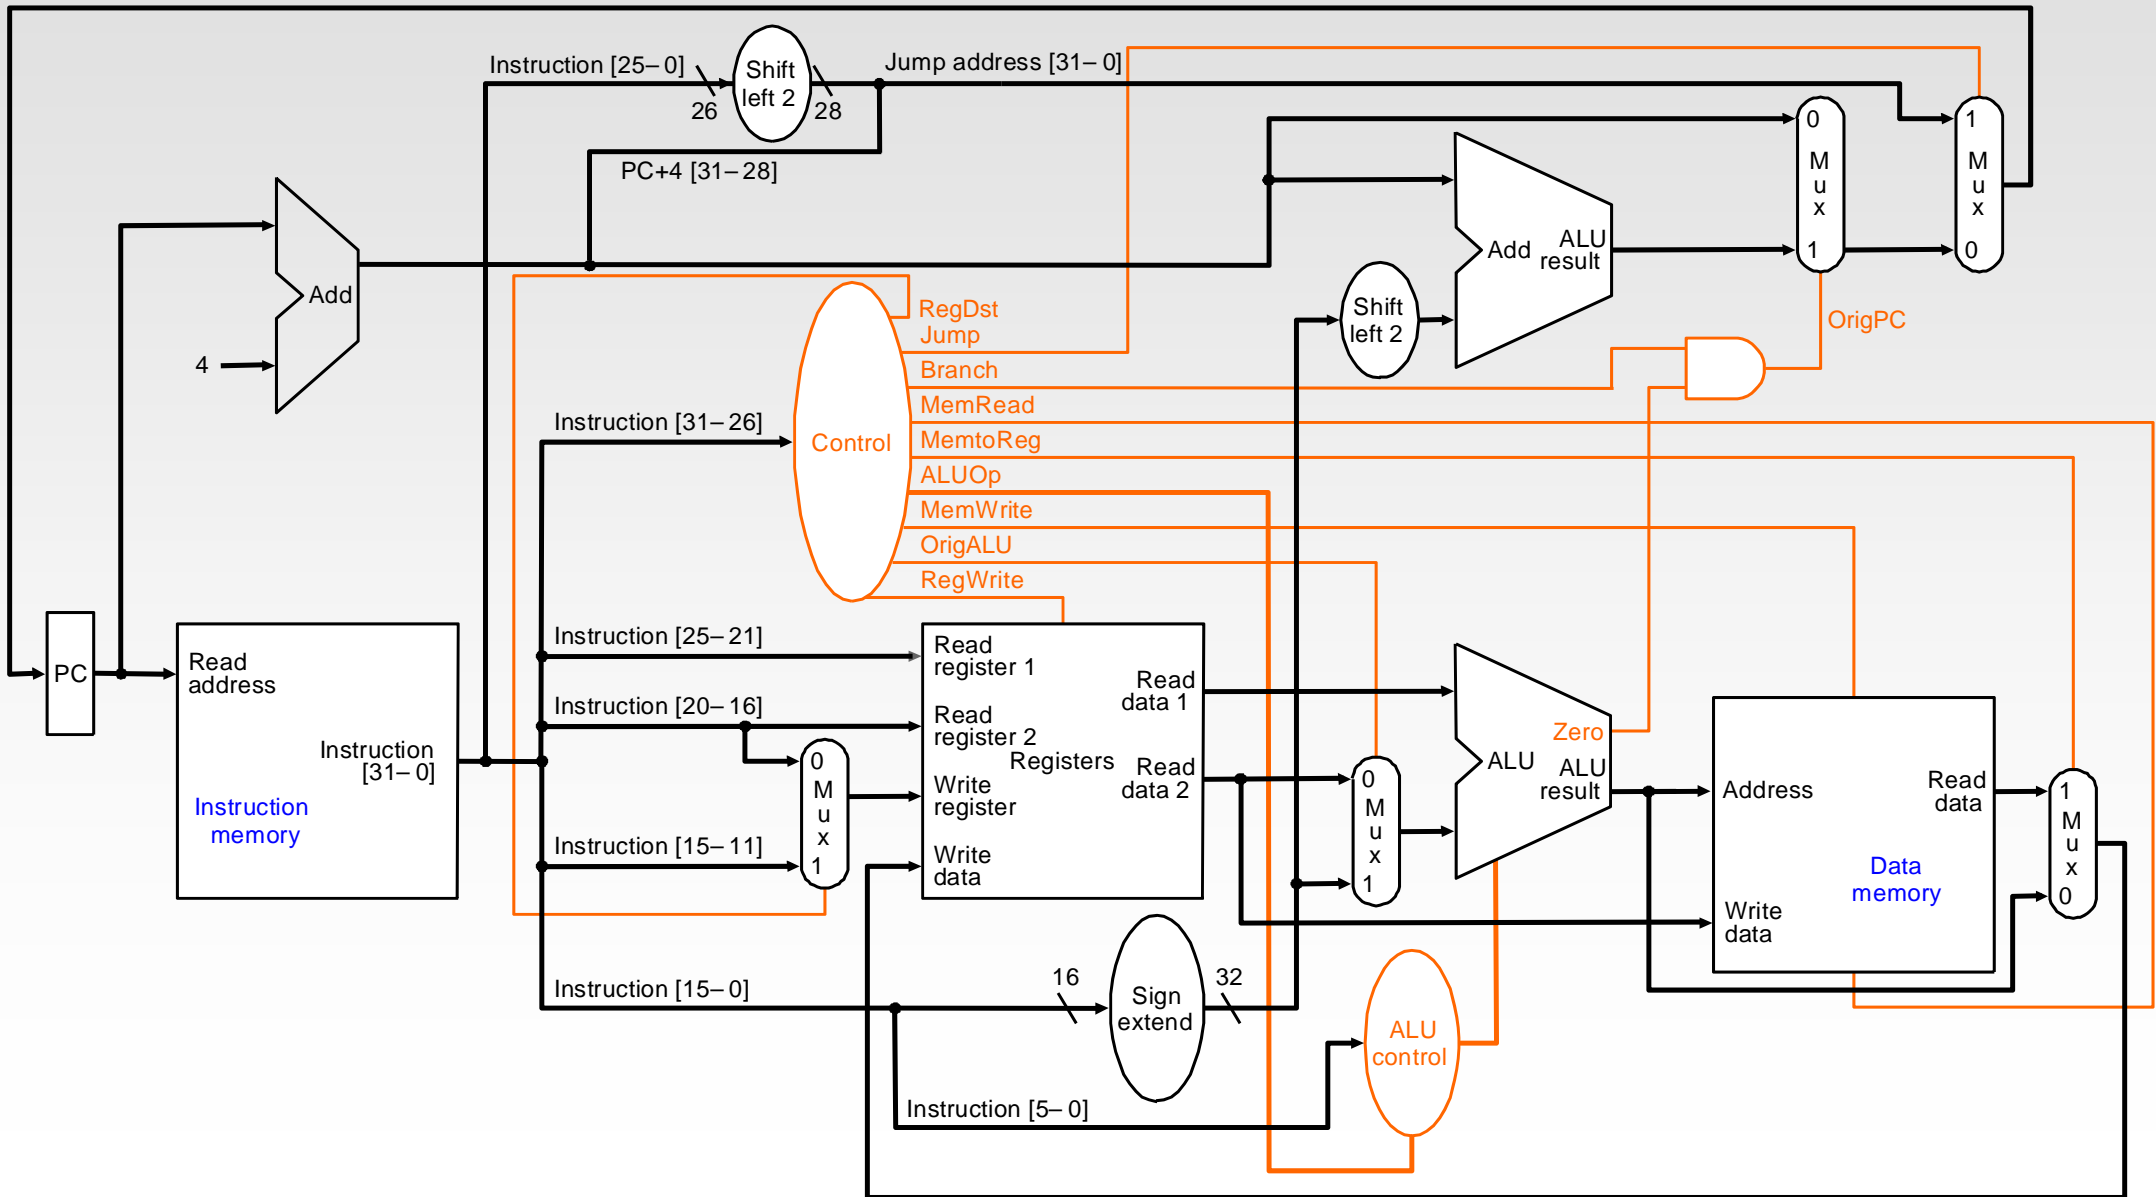 Instruction [25–0]
26
Shift
left 2
28
Jump address [31–0]
PC+4 [31–28]
Add
4
0
M
u
x
1
1
M
u
x
0
Add
ALU
result
Shift
left 2
OrigPC
RegDst
Jump
Branch
MemRead
MemtoReg
ALUOp
MemWrite
OrigALU
RegWrite
Control
Instruction [31–26]
PC
Read
address
Instruction
[31–0]
Instruction
memory
Instruction [25–21]
Instruction [20–16]
Instruction [15–11]
0
M
u
x
1
Read
register 1
Read
register 2
Write
register
Write
data
Registers
Read
data 1
Read
data 2
0
M
u
x
1
Zero
ALU
ALU
result
Address
Write
data
Read
data
Data
memory
1
M
u
x
0
Instruction [15–0]
16
Sign
extend
32
ALU
control
Instruction [5–0]